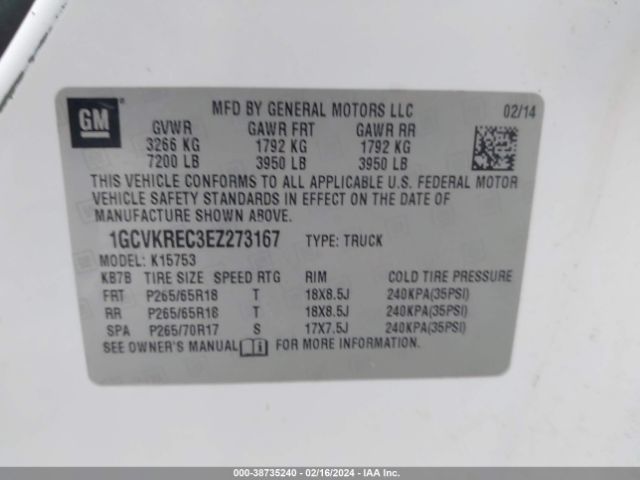 GM
MFD BY GENERAL MOTORS LLC 02/14
GVWR GAWR FRT GAWR RR
3266 KG 1792 KG 1792 KG
7200 LB 3950 LB 3950 LB
THIS VEHICLE CONFORMS TO ALL APPLICABLE U.S. FEDERAL MOTOR
VEHICLE SAFETY STANDARDS IN EFFECT ON THE DATE OF
MANUFACTURE SHOWN ABOVE.
1GCVKREC3EZ273167 TYPE: TRUCK
MODEL: K15753
KB7B TIRE SIZE SPEED RTG RIM COLD TIRE PRESSURE
FRT P265/65R18 T 18X8.5J 240KPA(35PSI)
RR P265/65R18 T 18X8.5J 240KPA(35PSI)
SPA P265/70R17 S 17X7.5J 240KPA(35PSI)
SEE OWNER'S MANUAL FOR MORE INFORMATION.
000-38735240 - 02/16/2024 - IAA Inc.